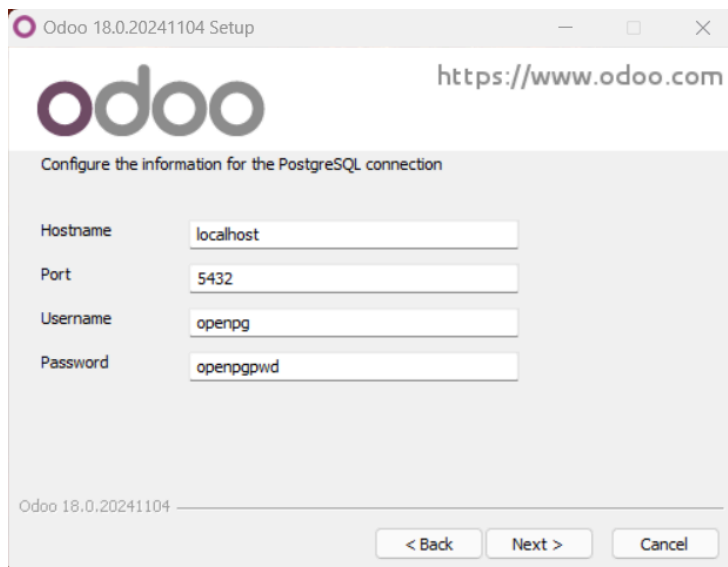 Odoo 18.0.20241104 Setup
https://www.odoo.com
odoo
Configure the information for the PostgreSQL connection
Hostname localhost
Port 5432
Username openpg
Password openpgpwd
Odoo 18.0.20241104
< Back Next > Cancel